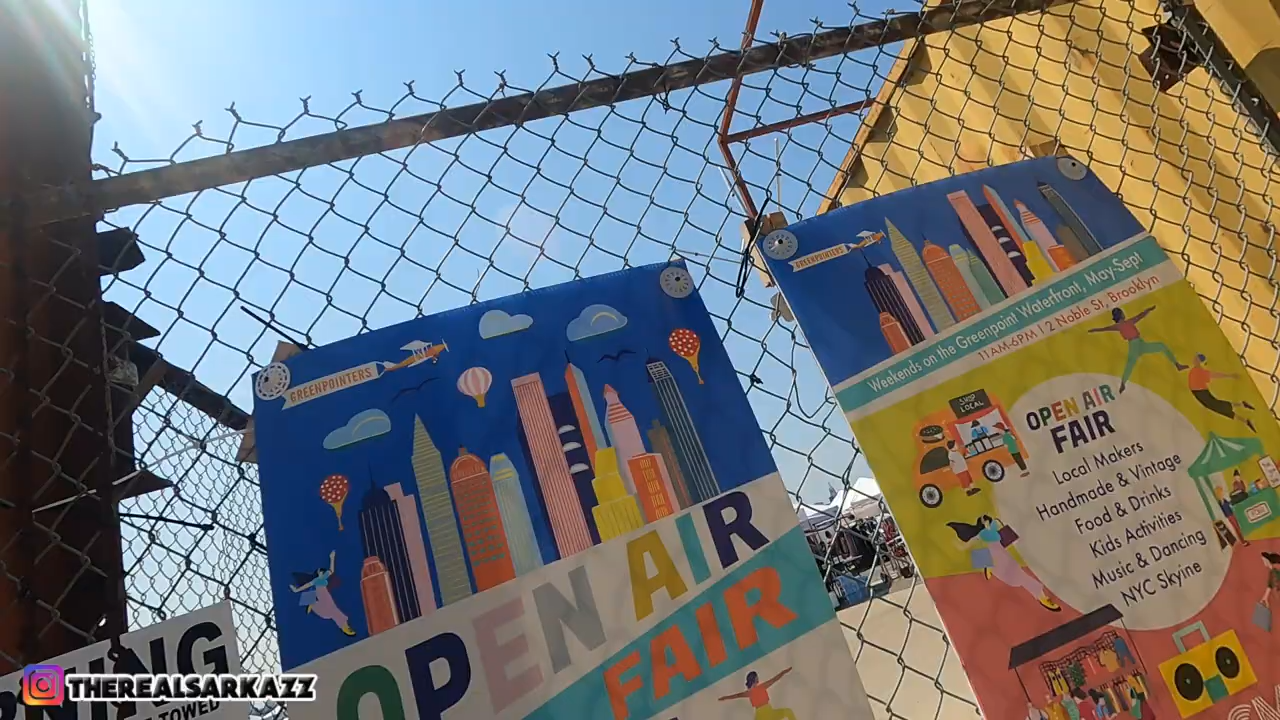 GREENPOINTERS
OPEN AIR
FAIR
GREENPOINTERS
Weekends on the Greenpoint Waterfront, May-Sep!
11AM-6PM | 2 Noble St, Brooklyn
SHOP
LOCAL
OPEN AIR
FAIR
Local Makers
Handmade & Vintage
Food & Drinks
Kids Activities
Music & Dancing
NYC Skyine
TOWED
THEREALSARKAZZ